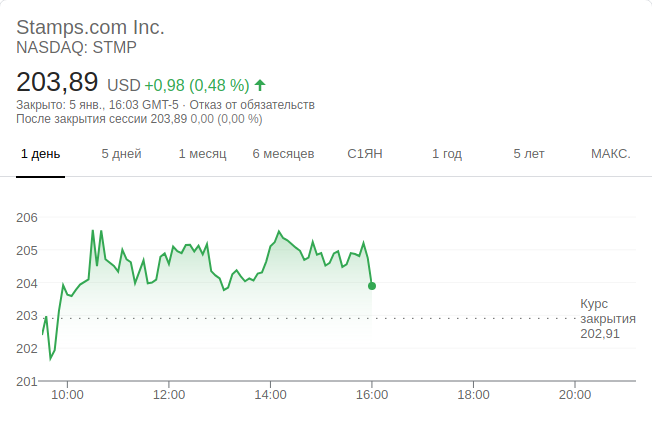 Stamps.com Inc.
NASDAQ: STMP
203,89 USD +0,98 (0,48 %)
Закрыто: 5 янв., 16:03 GMT-5 · Отказ от обязательств
После закрытия сессии 203,89 0,00 (0,00 %)
1 день 5 дней 1 месяц 6 месяцев С1ЯН 1 год 5 лет МАКС.
206
205
204
203
202
201
Курс
закрытия
202,91
10:00 12:00 14:00 16:00 18:00 20:00